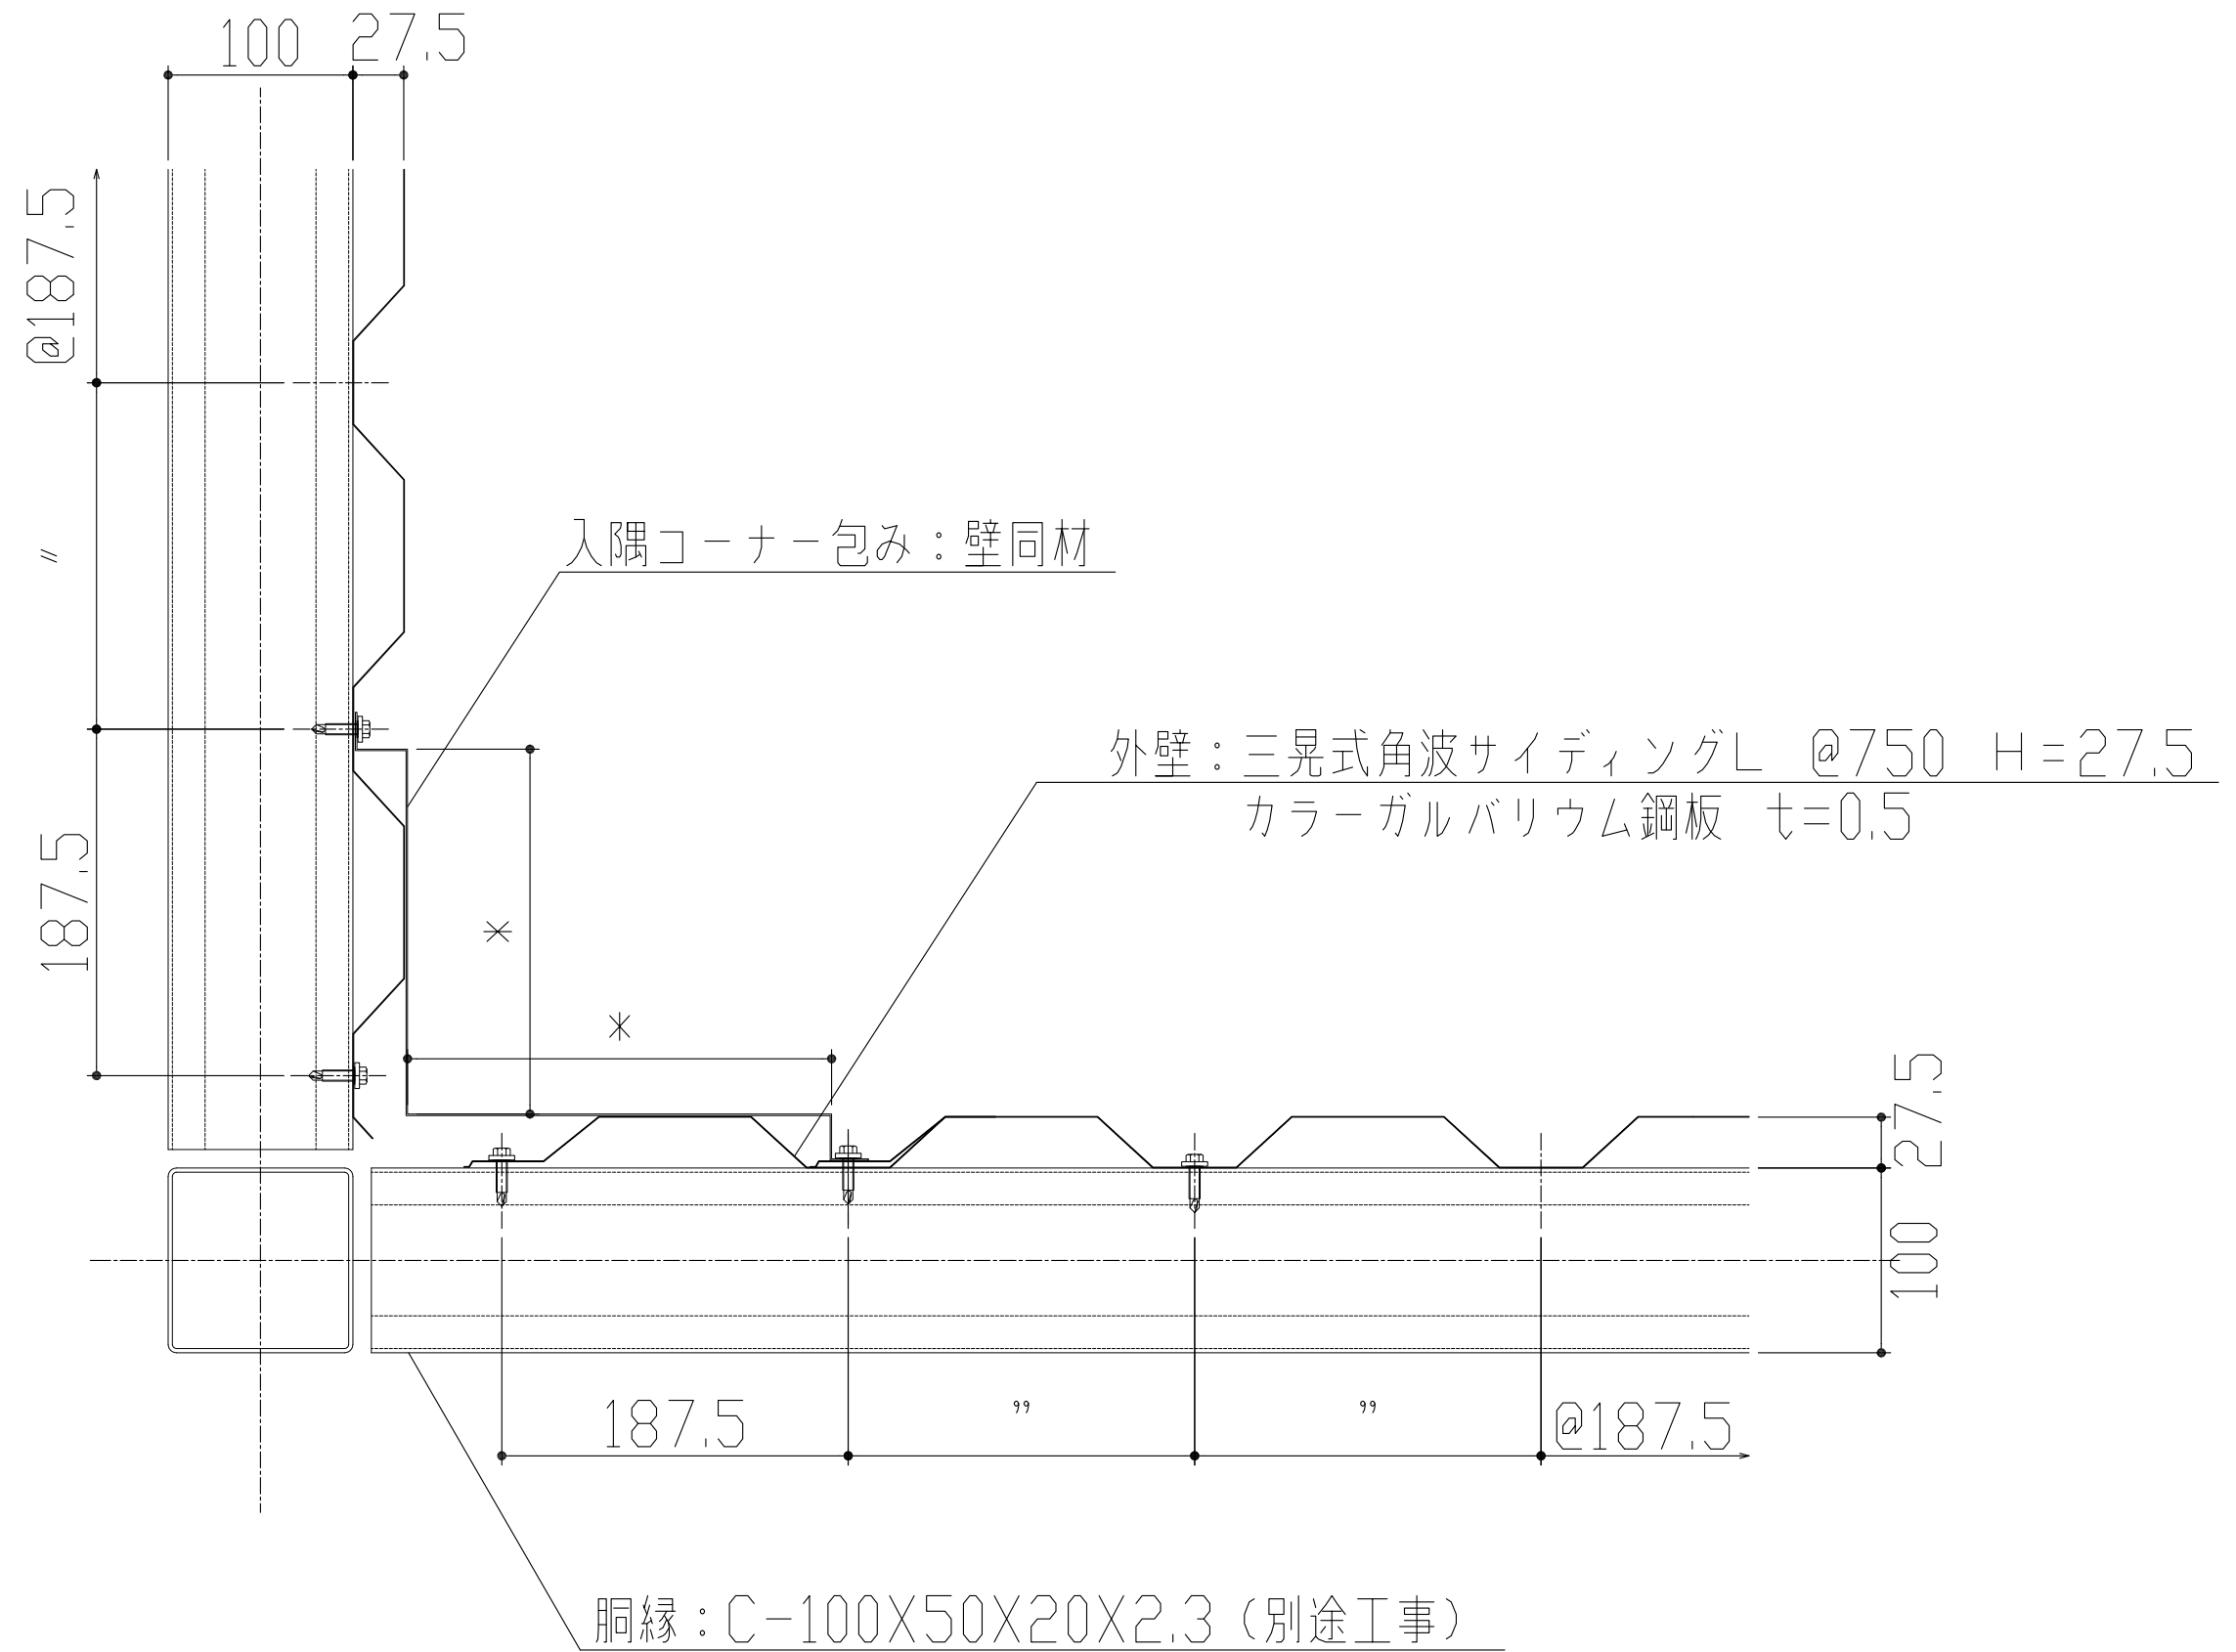 100 27.5
@187.5
〃
187.5
入隅コーナー包み：壁同材
外壁：三晃式角波サイディングL @750 H=27.5
カラーガルバリウム鋼板 t=0.5
*
*
27.5
100
187.5 〃 〃 @187.5
胴縁：C-100X50X20X2.3(別途工事)